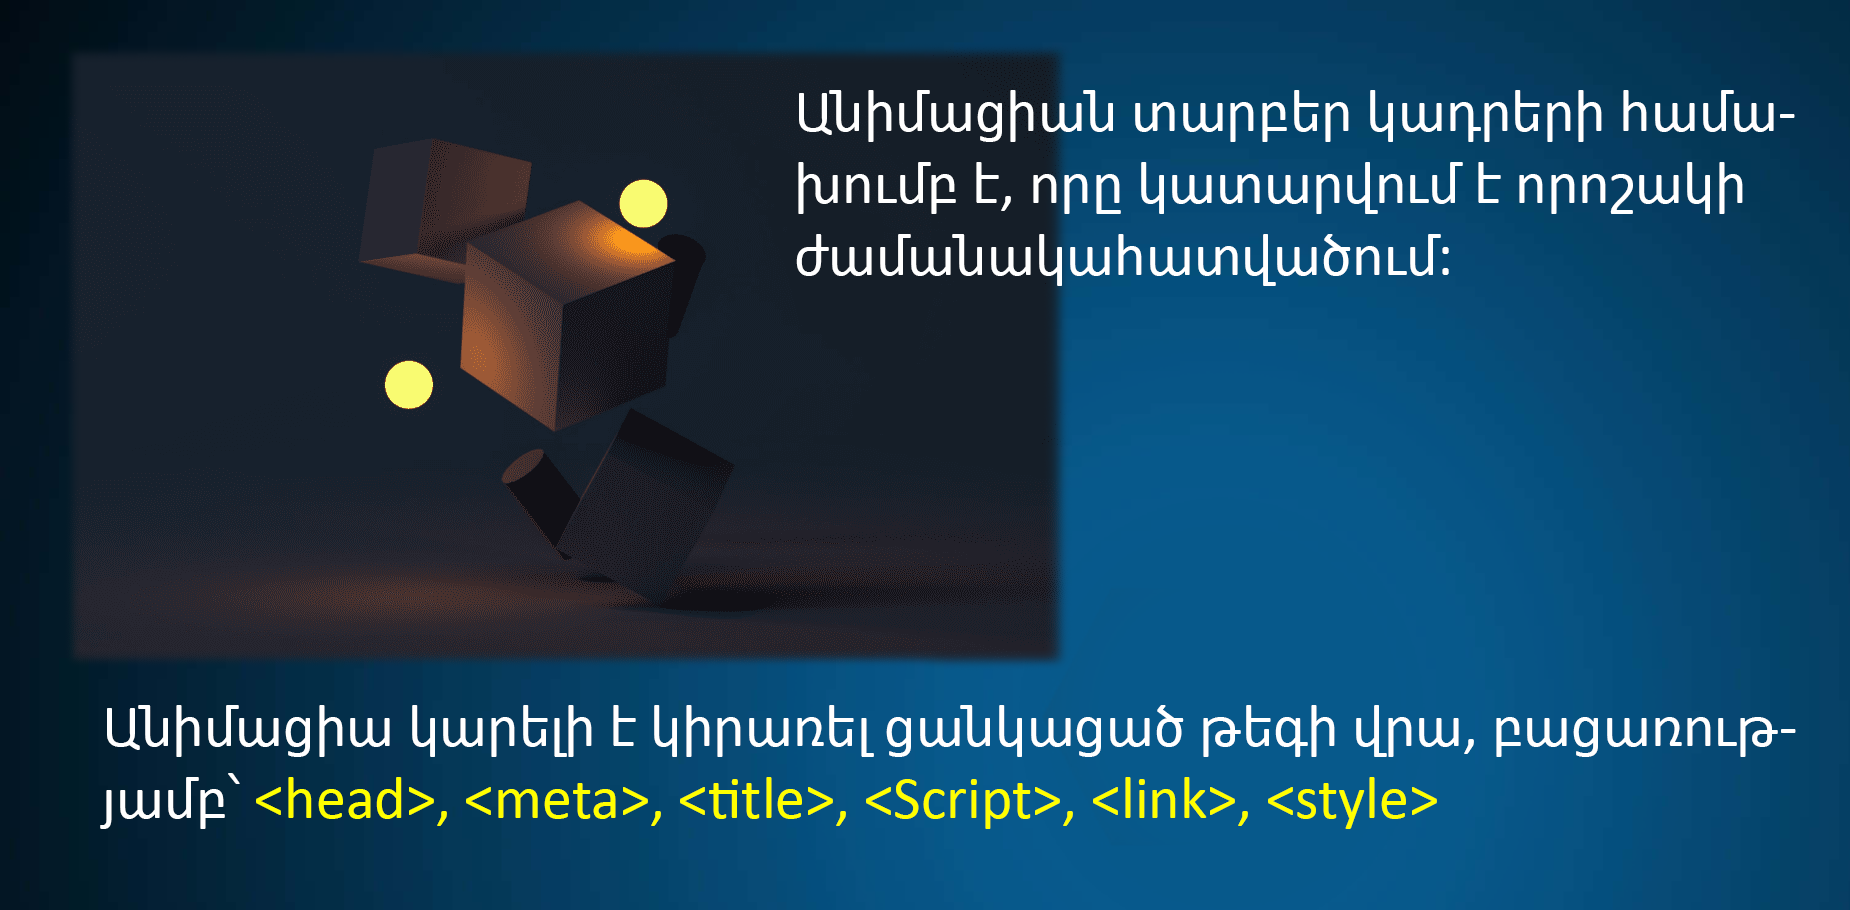 Անիմացիան տարբեր կադրերի համա-
խումբ է, որը կատարվում է որոշակի
ժամանակահատվածում:
Անիմացիա կարելի է կիրառել ցանկացած թեգի վրա, բացառութ-
յամբ՝ <head>, <meta>, <title>, <Script>, <link>, <style>